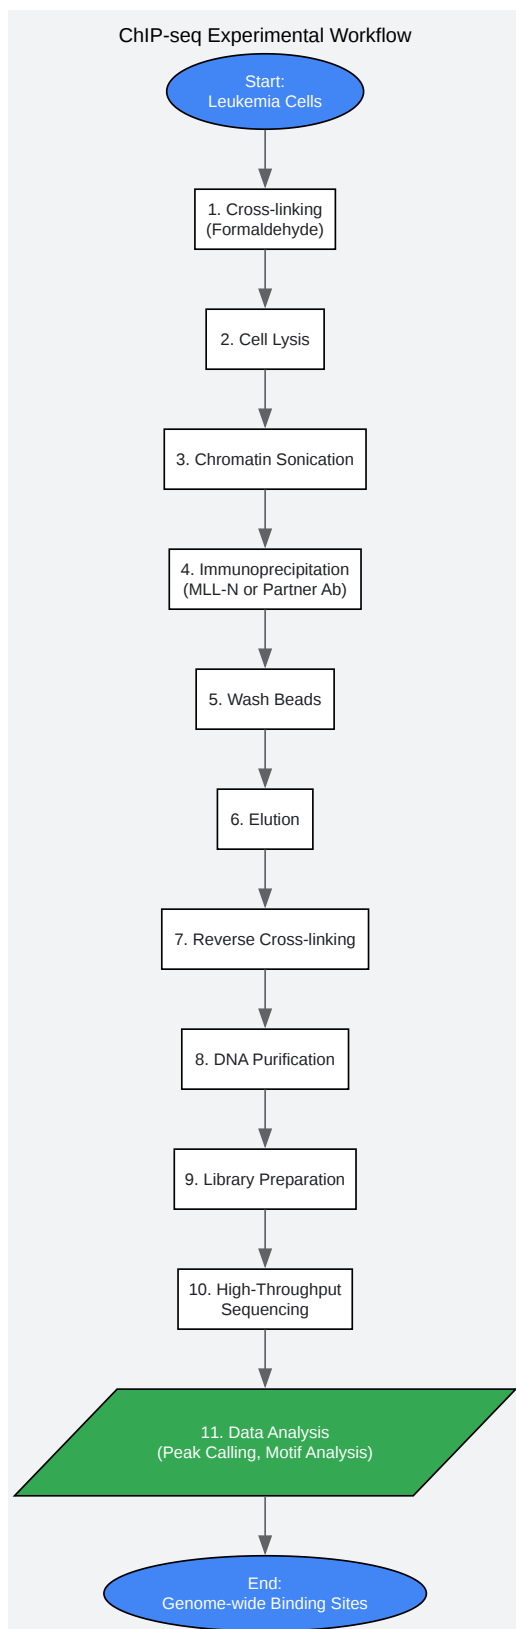 ChIP-seq Experimental Workflow
Start:
Leukemia Cells
1. Cross-linking
(Formaldehyde)
2. Cell Lysis
3. Chromatin Sonication
4. Immunoprecipitation
(MLL-N or Partner Ab)
5. Wash Beads
6. Elution
7. Reverse Cross-linking
8. DNA Purification
9. Library Preparation
10. High-Throughput
Sequencing
11. Data Analysis
(Peak Calling, Motif Analysis)
End:
Genome-wide Binding Sites